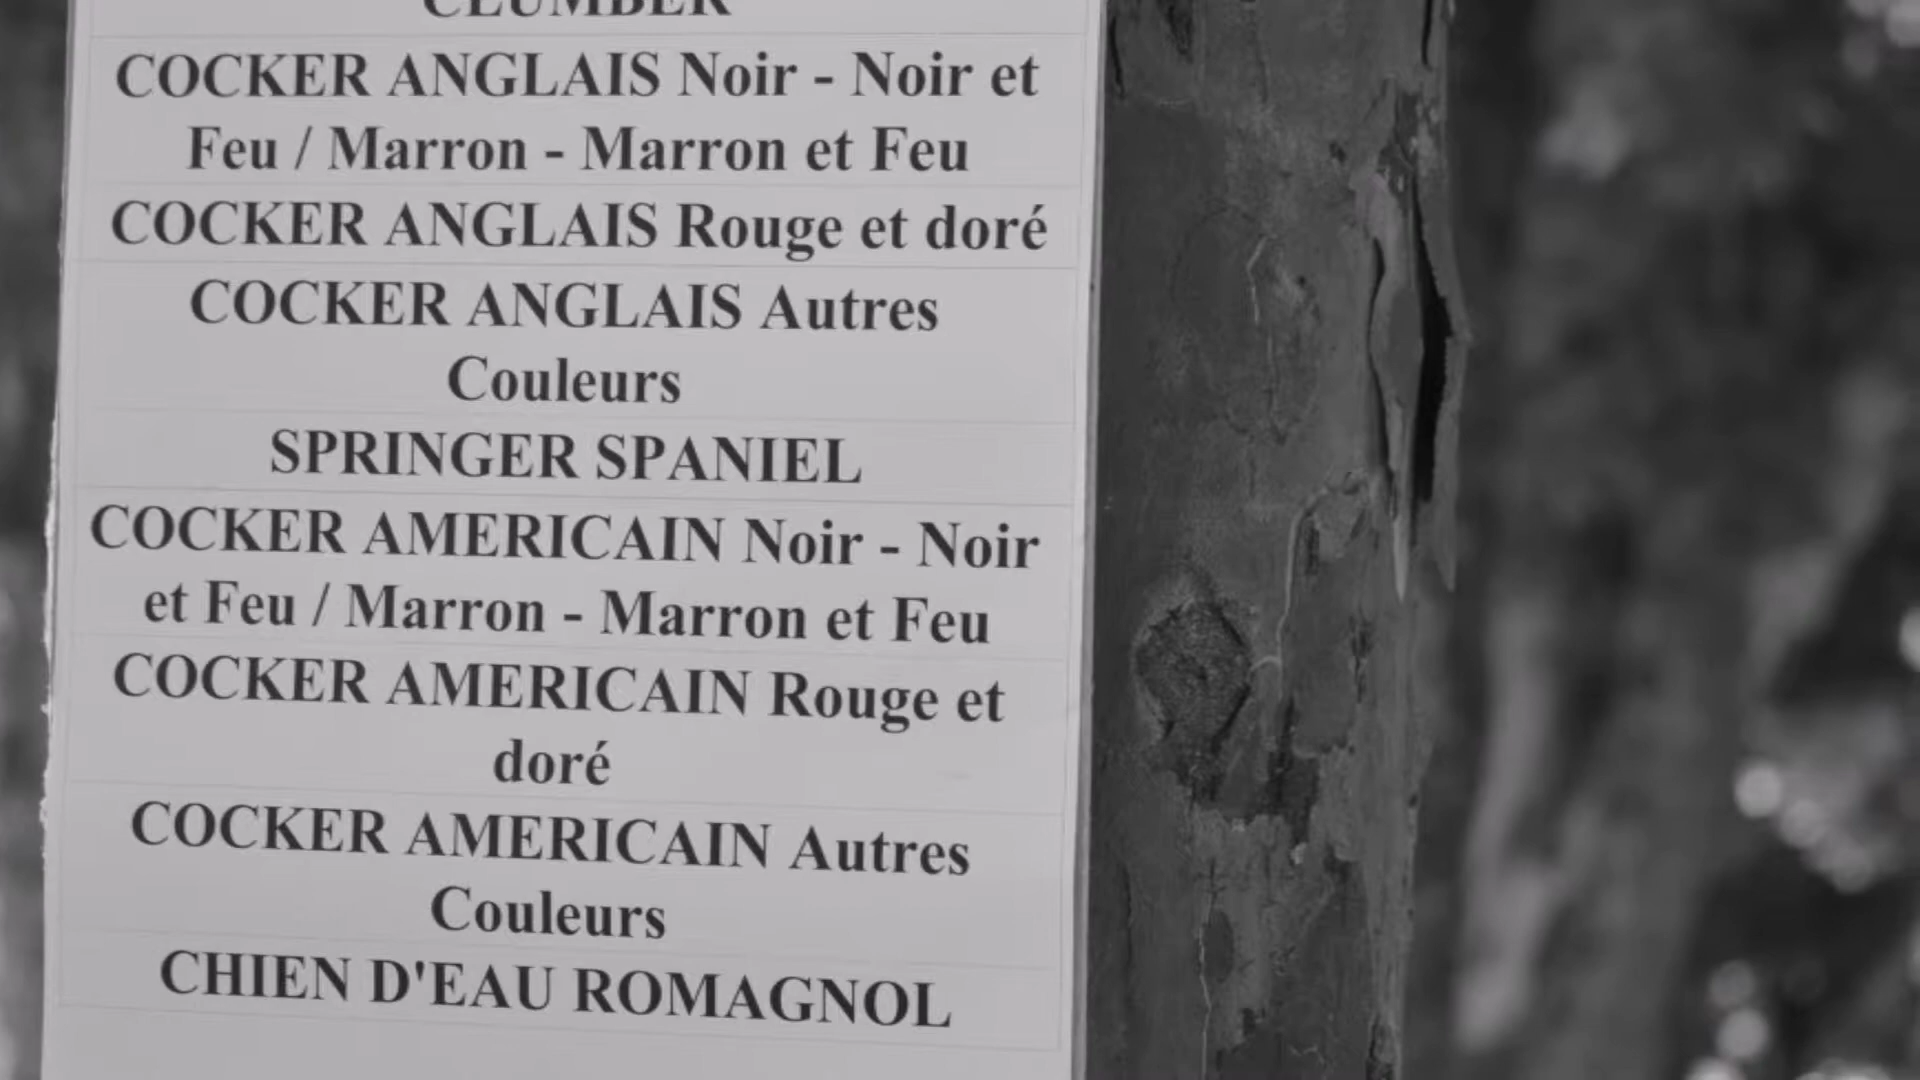 CLUMBER
COCKER ANGLAIS Noir - Noir et
Feu / Marron - Marron et Feu
COCKER ANGLAIS Rouge et doré
COCKER ANGLAIS Autres
Couleurs
SPRINGER SPANIEL
COCKER AMERICAIN Noir - Noir
et Feu / Marron - Marron et Feu
COCKER AMERICAIN Rouge et
doré
COCKER AMERICAIN Autres
Couleurs
CHIEN D'EAU ROMAGNOL